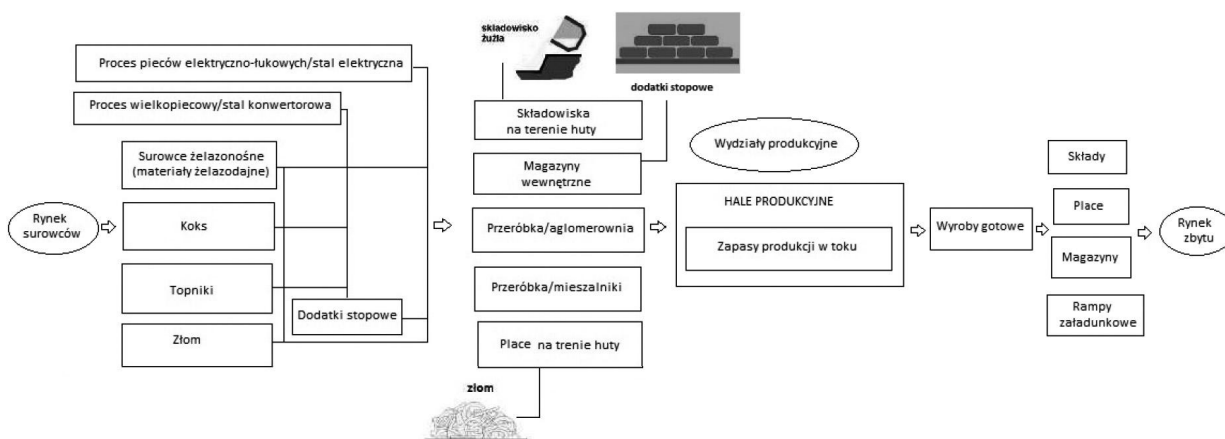 składowisko
żużla
dodatki stopowe
Proces pieców elektryczno-łukowych/stal elektryczna
Proces wielkopiecowy/stal konwertorowa
Surowce żelazonośne
(materiały żelazodajne)
Rynek
surowców
Koks
Topniki
Dodatki stopowe
Złom
Składowiska
na terenie huty
Magazyny
wewnętrzne
Przeróbka/aglomerownia
Przeróbka/mieszalniki
Place na trenie huty
złom
Wydziały produkcyjne
HALE PRODUKCYJNE
Zapasy produkcji w toku
Wyroby gotowe
Składy
Place
Magazyny
Rampy
załadunkowe
Rynek
zbytu